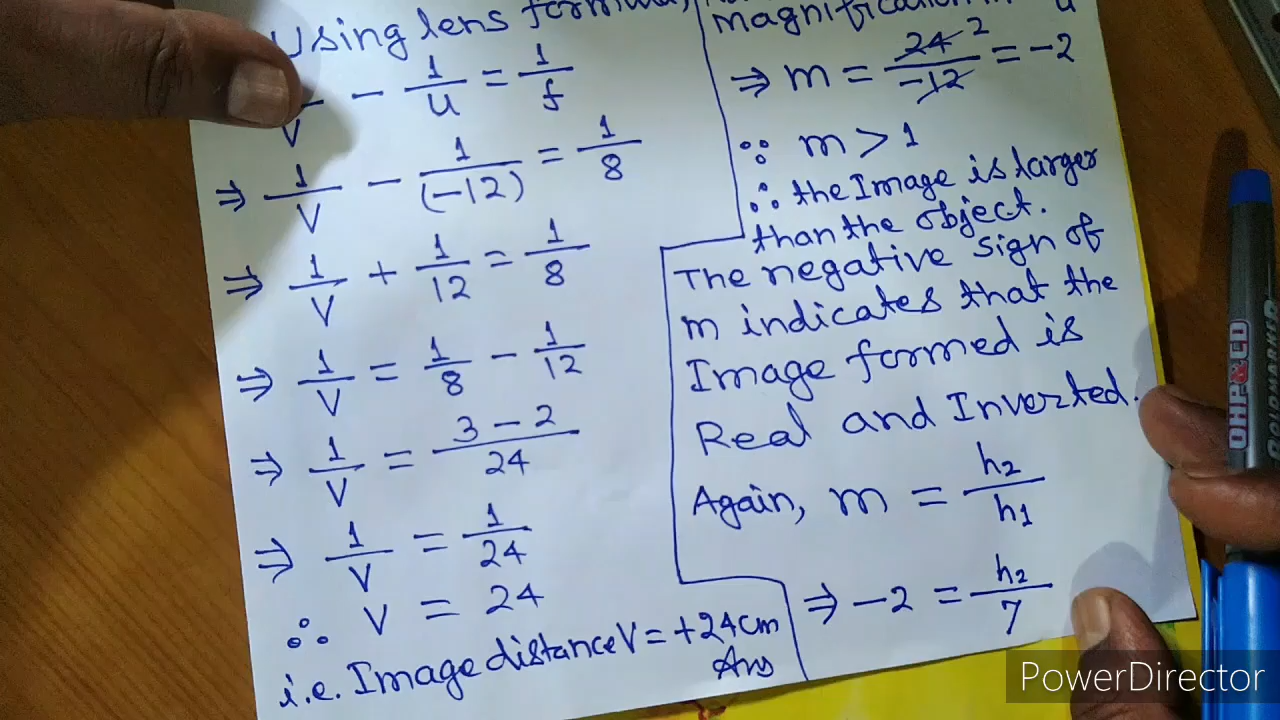 Using lens formula,
1/V - 1/u = 1/f
⇒ 1/V - 1/(-12) = 1/8
⇒ 1/V + 1/12 = 1/8
⇒ 1/V = 1/8 - 1/12
⇒ 1/V = 3-2/24
⇒ 1/V = 1/24
∴ V = 24
i.e. Image distance V = +24cm
Ans
magnification
u
⇒ m = 24 2/-12 = -2
∵ m > 1
∴ the Image is larger
than the object.
The negative sign of
m indicates that the
Image formed is
Real and Inverted.
Again, m = h2/h1
⇒ -2 = h2/7
OHP&CD
PowerDirector